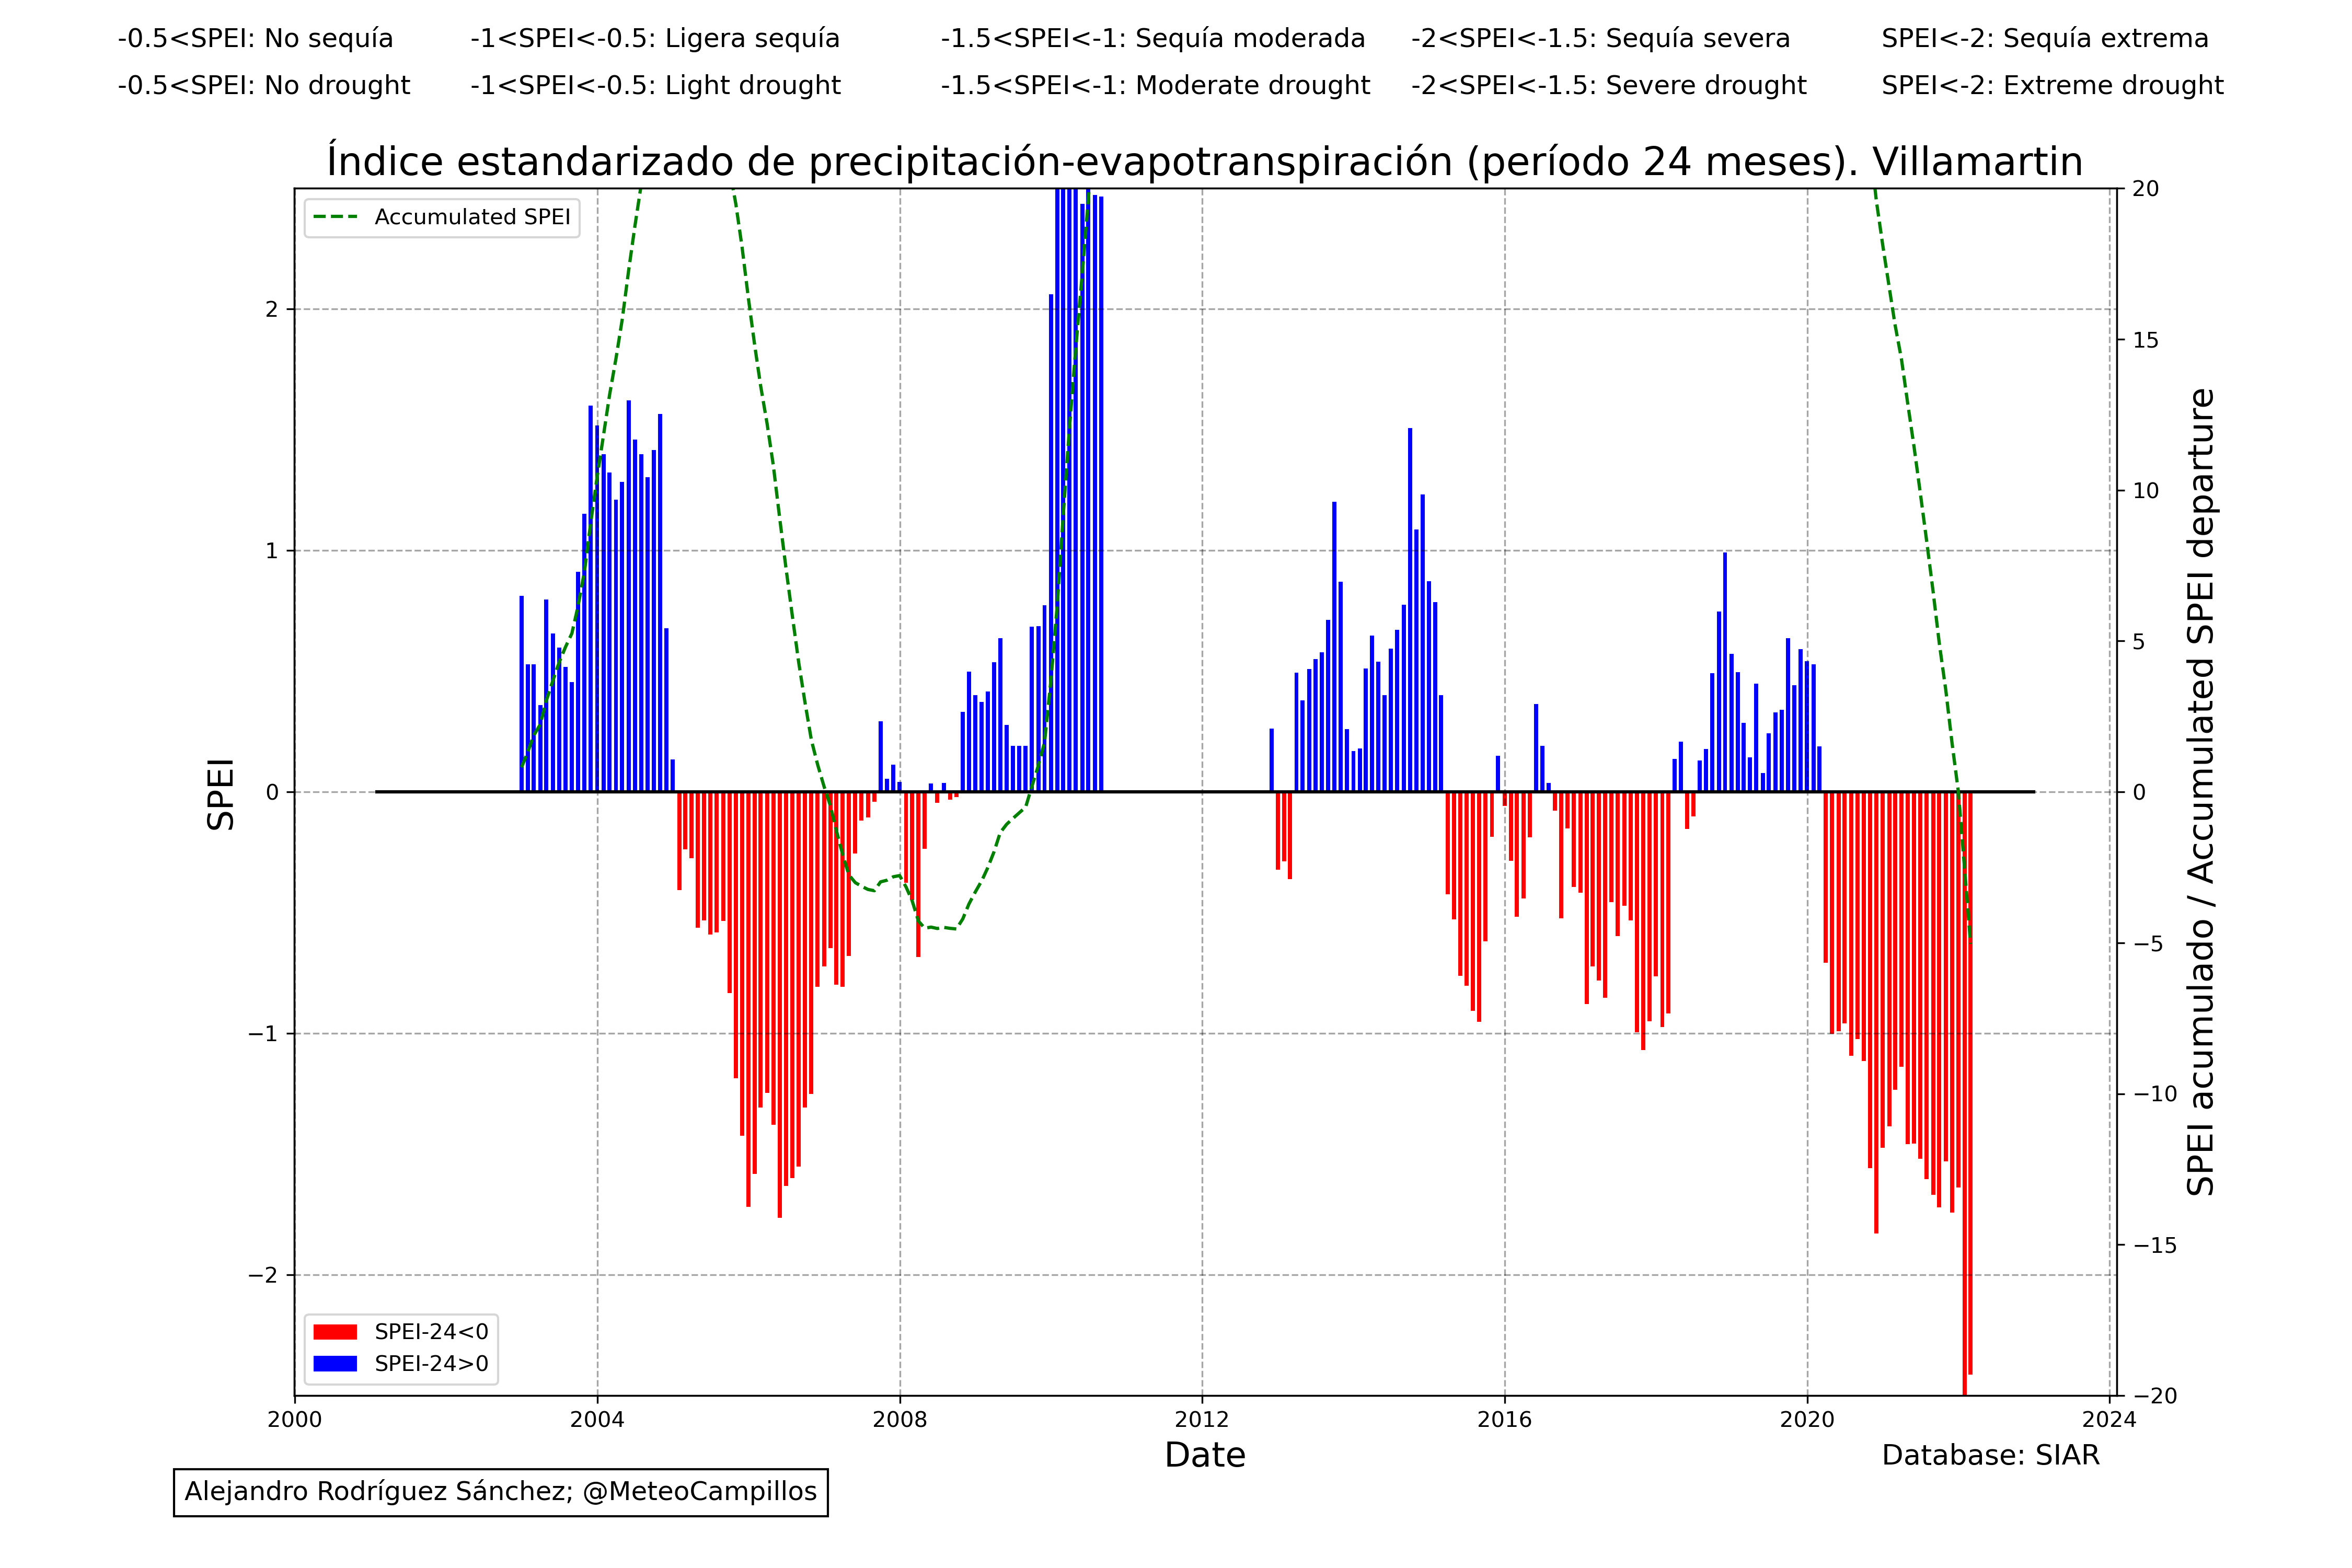 -0.5<SPEI: No sequía -1<SPEI<-0.5: Ligera sequía -1.5<SPEI<-1: Sequía moderada -2<SPEI<-1.5: Sequía severa SPEI<-2: Sequía extrema
-0.5<SPEI: No drought -1<SPEI<-0.5: Light drought -1.5<SPEI<-1: Moderate drought -2<SPEI<-1.5: Severe drought SPEI<-2: Extreme drought
Índice estandarizado de precipitación-evapotranspiración (período 24 meses). Villamartin
Accumulated SPEI
SPEI
2
1
0
−1
−2
20
15
10
5
0
−5
−10
−15
−20
SPEI acumulado / Accumulated SPEI departure
SPEI-24<0
SPEI-24>0
2000 2004 2008 2012 2016 2020 2024
Date
Database: SIAR
Alejandro Rodríguez Sánchez; @MeteoCampillos